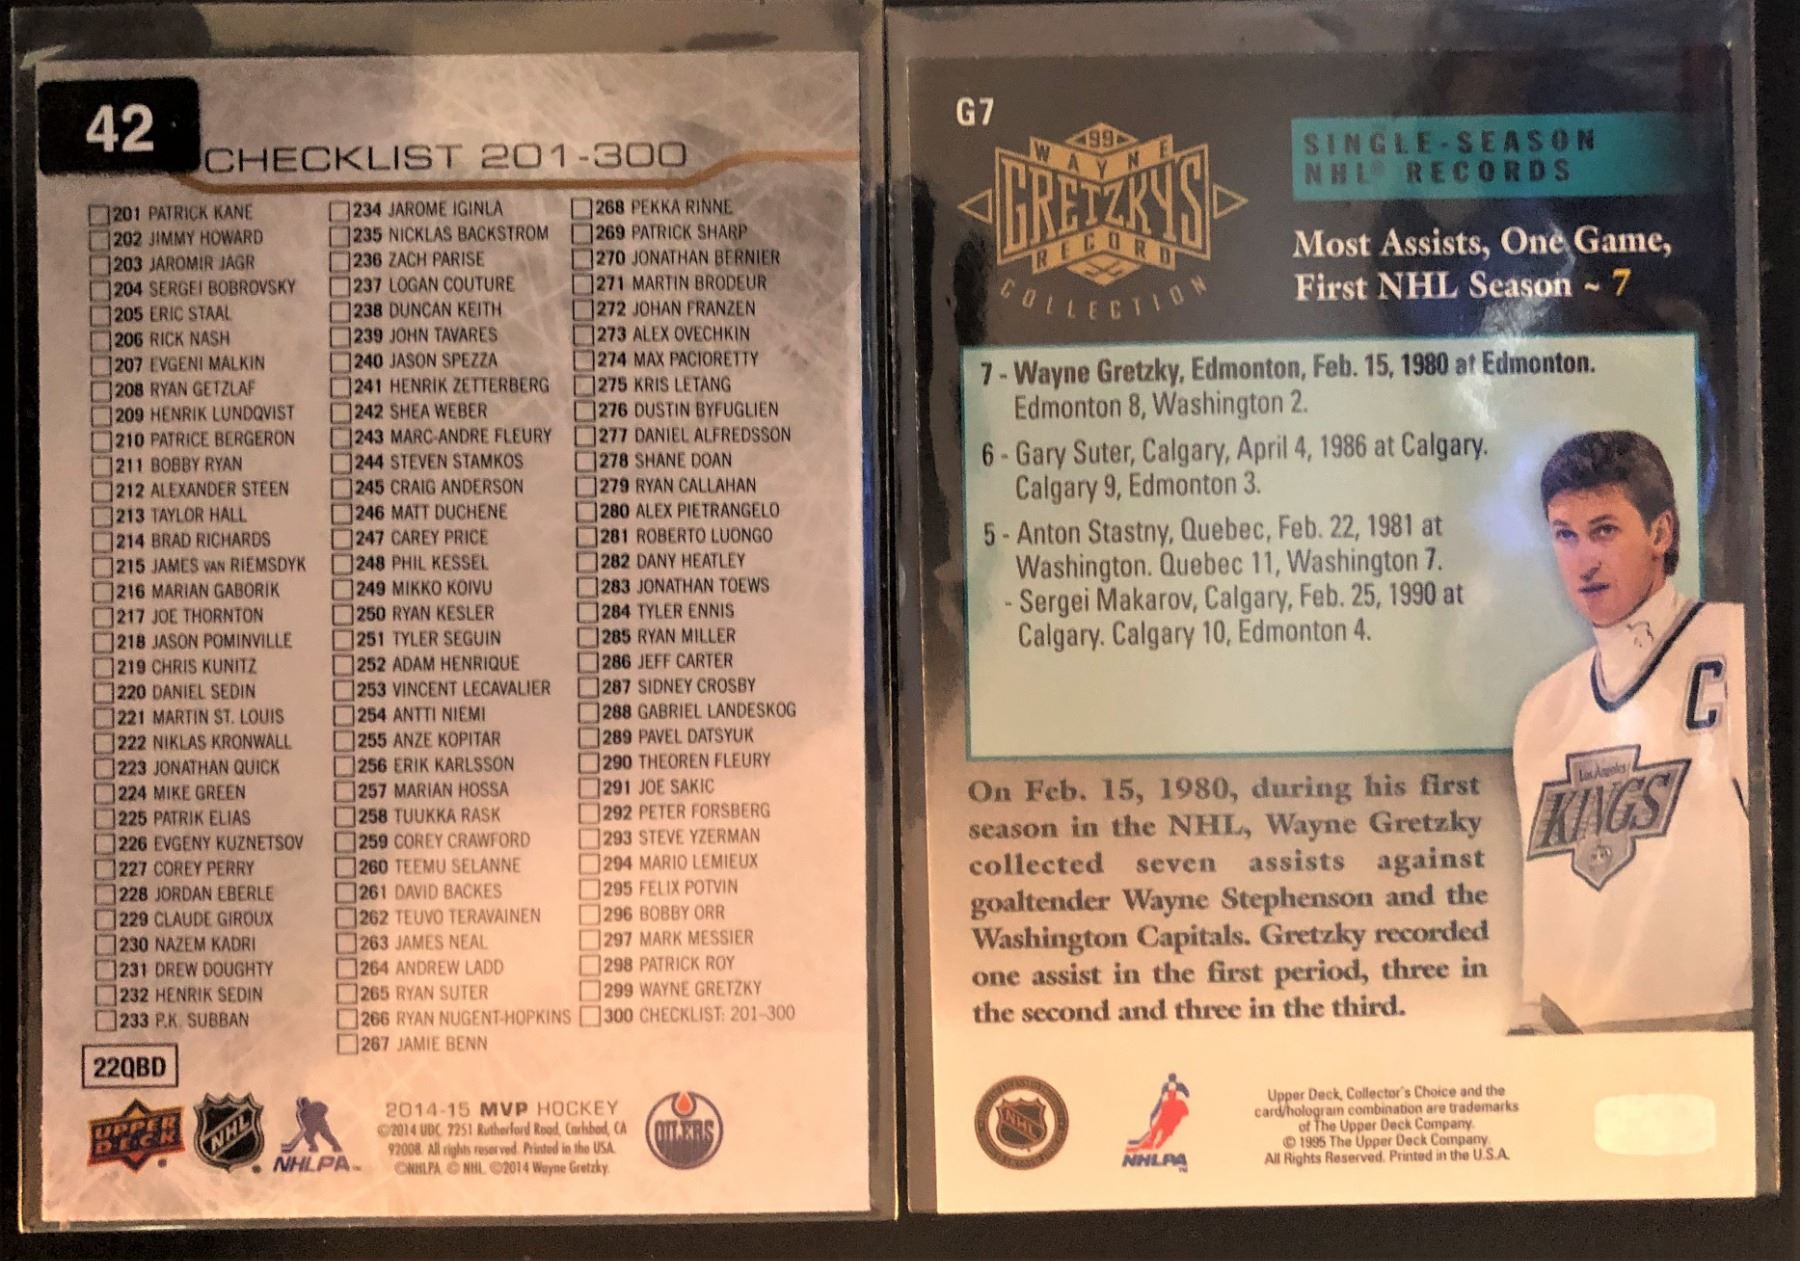 42
CHECKLIST 201-300
201 PATRICK KANE
202 JIMMY HOWARD
203 JAROMIR JAGR
204 SERGEI BOBROVSKY
205 ERIC STAAL
206 RICK NASH
207 EVGENI MALKIN
208 RYAN GETZLAF
209 HENRIK LUNDQVIST
210 PATRICE BERGERON
211 BOBBY RYAN
212 ALEXANDER STEEN
213 TAYLOR HALL
214 BRAD RICHARDS
215 JAMES VAN RIEMSDYK
216 MARIAN GABORIK
217 JOE THORNTON
218 JASON POMINVILLE
219 CHRIS KUNITZ
220 DANIEL SEDIN
221 MARTIN ST. LOUIS
222 NIKLAS KRONWALL
223 JONATHAN QUICK
224 MIKE GREEN
225 PATRIK ELIAS
226 EVGENY KUZNETSOV
227 COREY PERRY
228 JORDAN EBERLE
229 CLAUDE GIROUX
230 NAZEM KADRI
231 DREW DOUGHTY
232 HENRIK SEDIN
233 P.K. SUBBAN
234 JAROME IGINLA
235 NICKLAS BACKSTROM
236 ZACH PARISE
237 LOGAN COUTURE
238 DUNCAN KEITH
239 JOHN TAVARES
240 JASON SPEZZA
241 HENRIK ZETTERBERG
242 SHEA WEBER
243 MARC-ANDRE FLEURY
244 STEVEN STAMKOS
245 CRAIG ANDERSON
246 MATT DUCHENE
247 CAREY PRICE
248 PHIL KESSEL
249 MIKKO KOIVU
250 RYAN KESLER
251 TYLER SEGUIN
252 ADAM HENRIQUE
253 VINCENT LECAVALIER
254 ANTTI NIEMI
255 ANZE KOPITAR
256 ERIK KARLSSON
257 MARIAN HOSSA
258 TUUKKA RASK
259 COREY CRAWFORD
260 TEEMU SELANNE
261 DAVID BACKES
262 TEUVO TERAVAINEN
263 JAMES NEAL
264 ANDREW LADD
265 RYAN SUTER
266 RYAN NUGENT-HOPKINS
267 JAMIE BENN
268 PEKKA RINNE
269 PATRICK SHARP
270 JONATHAN BERNIER
271 MARTIN BRODEUR
272 JOHAN FRANZEN
273 ALEX OVECHKIN
274 MAX PACIORETTY
275 KRIS LETANG
276 DUSTIN BYFUGLIEN
277 DANIEL ALFREDSSON
278 SHANE DOAN
279 RYAN CALLAHAN
280 ALEX PIETRANGELO
281 ROBERTO LUONGO
282 DANY HEATLEY
283 JONATHAN TOEWS
284 TYLER ENNIS
285 RYAN MILLER
286 JEFF CARTER
287 SIDNEY CROSBY
288 GABRIEL LANDESKOG
289 PAVEL DATSYUK
290 THEOREN FLEURY
291 JOE SAKIC
292 PETER FORSBERG
293 STEVE YZERMAN
294 MARIO LEMIEUX
295 FELIX POTVIN
296 BOBBY ORR
297 MARK MESSIER
298 PATRICK ROY
299 WAYNE GRETZKY
300 CHECKLIST: 201-300
22QBD
UPPER DECK
NHL
NHLPA
2014-15 MVP HOCKEY
©2014 UDC. 2251 Rutherford Road, Carlsbad, CA
92008. All rights reserved. Printed in the USA.
©NHLPA. © NHL. ©2014 Wayne Gretzky.
OILERS
G7
99
WAYNE
GRETZKY'S
RECORD
COLLECTION
SINGLE-SEASON
NHL® RECORDS
Most Assists, One Game,
First NHL Season ~ 7
7 - Wayne Gretzky, Edmonton, Feb. 15, 1980 at Edmonton.
Edmonton 8, Washington 2.
6 - Gary Suter, Calgary, April 4, 1986 at Calgary.
Calgary 9, Edmonton 3.
5 - Anton Stastny, Quebec, Feb. 22, 1981 at
Washington. Quebec 11, Washington 7.
- Sergei Makarov, Calgary, Feb. 25, 1990 at
Calgary. Calgary 10, Edmonton 4.
C
Los Angeles
KINGS
On Feb. 15, 1980, during his first
season in the NHL, Wayne Gretzky
collected seven assists against
goaltender Wayne Stephenson and the
Washington Capitals. Gretzky recorded
one assist in the first period, three in
the second and three in the third.
NHL
NHLPA
Upper Deck, Collector's Choice and the
card/hologram combination are trademarks
of The Upper Deck Company.
© 1995 The Upper Deck Company.
All Rights Reserved. Printed in the U.S.A.